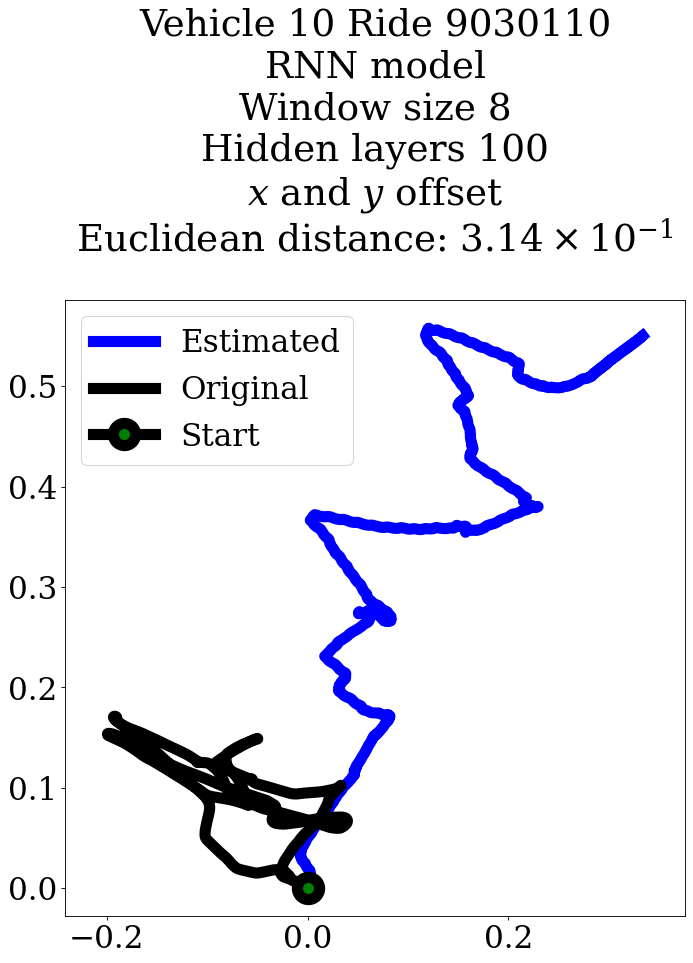 Vehicle 10 Ride 9030110
RNN model
Window size 8
Hidden layers 100
x and y offset
Euclidean distance: 3.14 × 10⁻¹
Estimated
Original
Start
0.5
0.4
0.3
0.2
0.1
0.0
−0.2 0.0 0.2